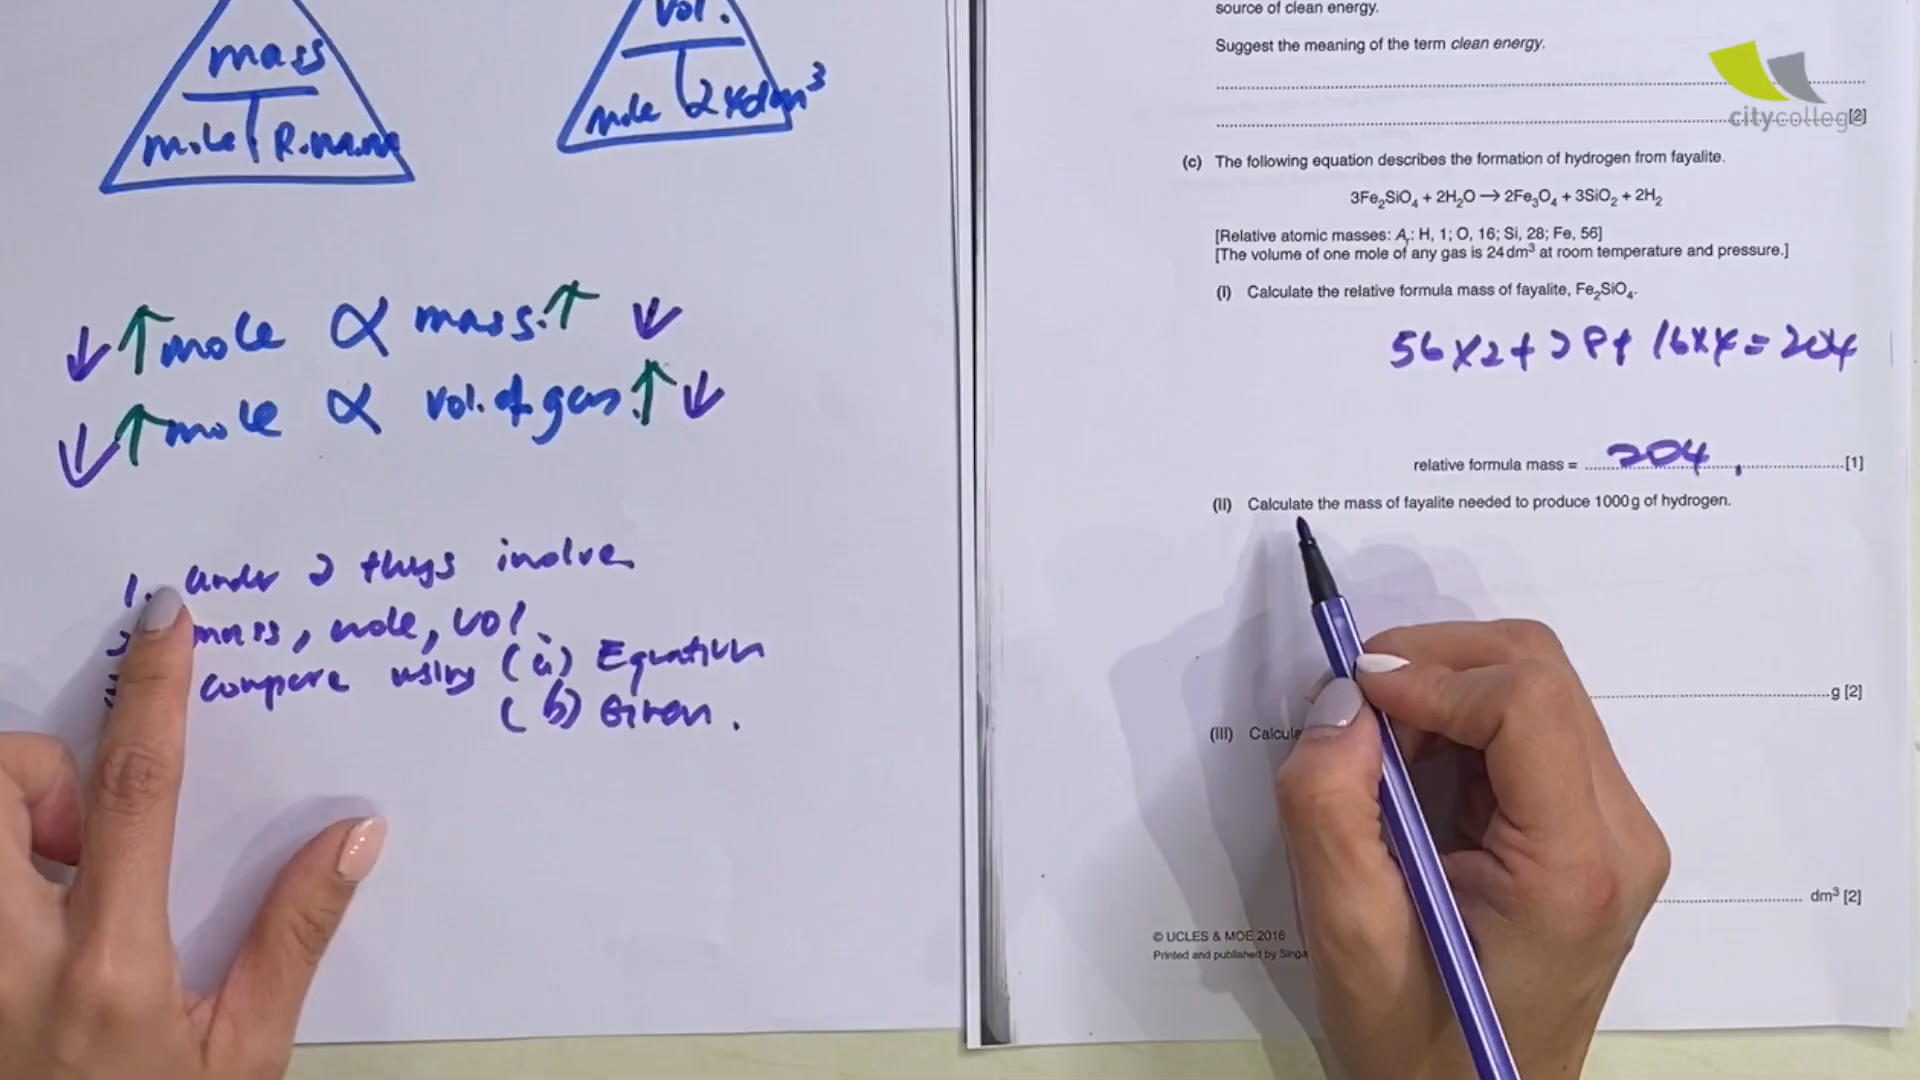 mass
mole R.mass
vol.
mole 24dm³
↓↑mole ∝ mass.↑ ↓
↓↑mole ∝ vol. of gas.↑↓
1. under 2 thgs involve
mass, mole, vol.
compare using (a) Equation
(b) Given.
source of clean energy.
Suggest the meaning of the term clean energy.
[2]
citycollege
(c) The following equation describes the formation of hydrogen from fayalite.
3Fe₂SiO₄ + 2H₂O → 2Fe₃O₄ + 3SiO₂ + 2H₂
[Relative atomic masses: Aᵣ: H, 1; O, 16; Si, 28; Fe, 56]
[The volume of one mole of any gas is 24 dm³ at room temperature and pressure.]
(i) Calculate the relative formula mass of fayalite, Fe₂SiO₄.
56×2+28+16×4=204
relative formula mass = 204 [1]
(ii) Calculate the mass of fayalite needed to produce 1000 g of hydrogen.
g [2]
(iii)
dm³ [2]
© UCLES & MOE 2016
Printed and published by